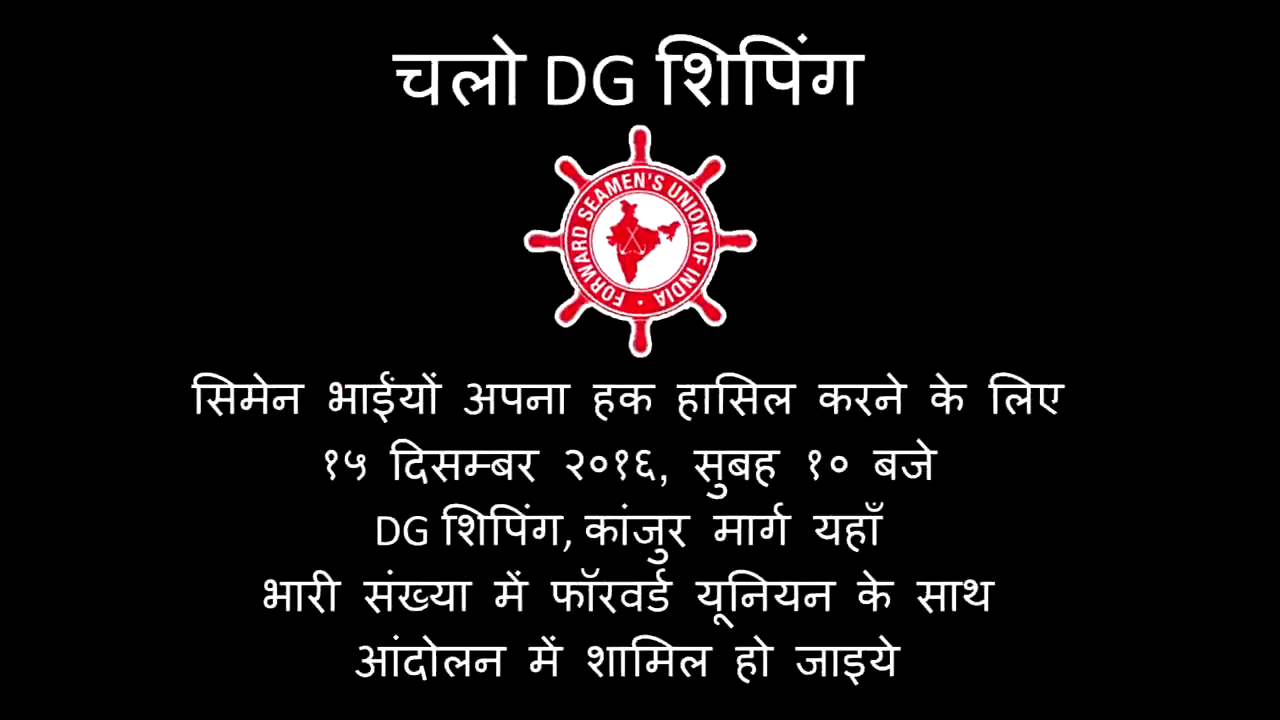 चलो DG शिपिंग
FORWARD SEAMEN'S UNION OF INDIA
सिमेन भाईंयों अपना हक हासिल करने के लिए
१५ दिसम्बर २०१६, सुबह १० बजे
DG शिपिंग, कांजुर मार्ग यहाँ
भारी संख्या में फॉरवर्ड यूनियन के साथ
आंदोलन में शामिल हो जाइये